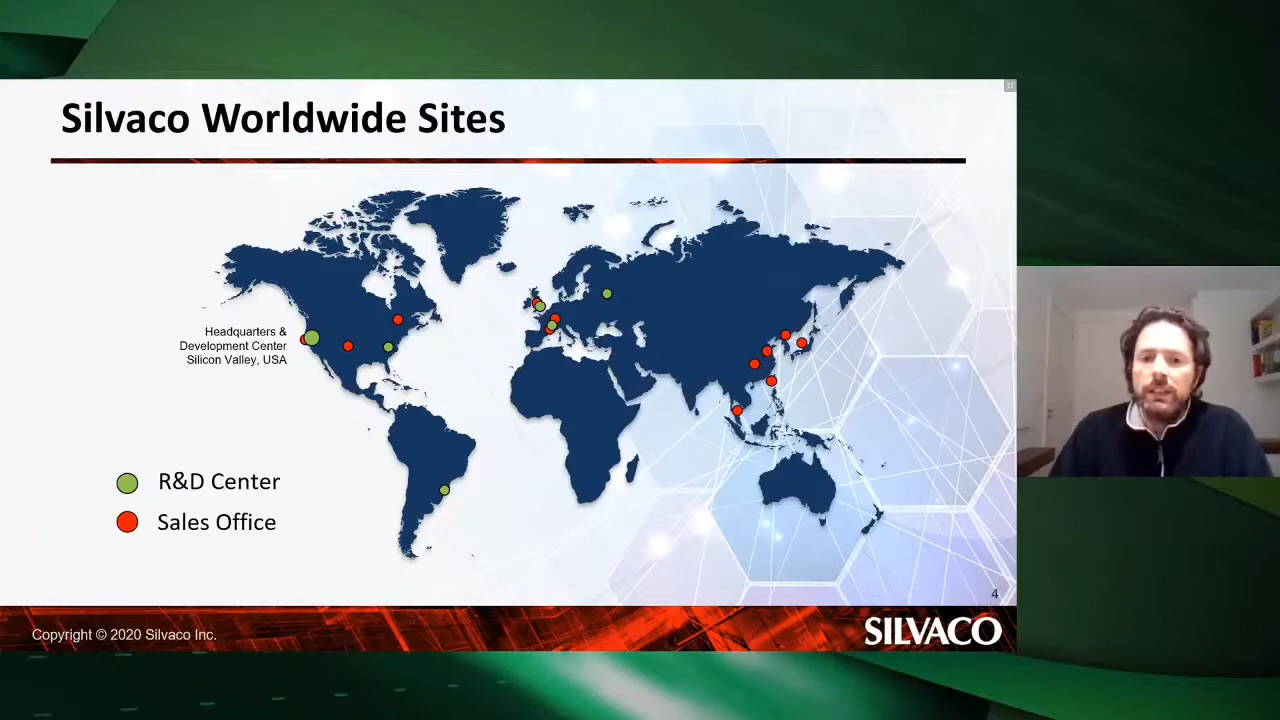 Silvaco Worldwide Sites
Headquarters &
Development Center
Silicon Valley, USA
R&D Center
Sales Office
4
Copyright © 2020 Silvaco Inc.
SILVACO